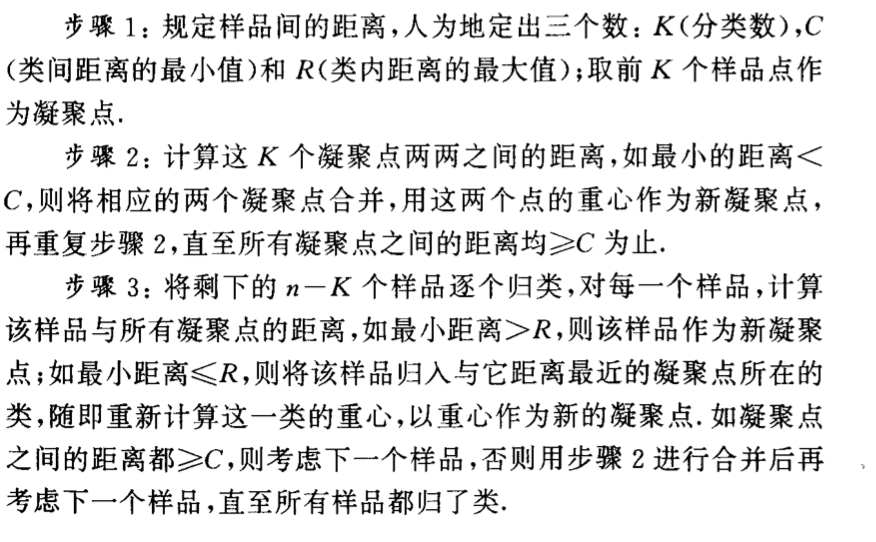 步骤 1：规定样品间的距离，人为地定出三个数：K(分类数)，C
(类间距离的最小值)和 R(类内距离的最大值)；取前 K 个样品点作
为凝聚点.
步骤 2：计算这 K 个凝聚点两两之间的距离，如最小的距离＜
C，则将相应的两个凝聚点合并，用这两个点的重心作为新凝聚点，
再重复步骤 2，直至所有凝聚点之间的距离均⩾C 为止.
步骤 3：将剩下的 n－K 个样品逐个归类，对每一个样品，计算
该样品与所有凝聚点的距离，如最小距离＞R，则该样品作为新凝聚
点；如最小距离⩽R，则将该样品归入与它距离最近的凝聚点所在的
类，随即重新计算这一类的重心，以重心作为新的凝聚点. 如凝聚点
之间的距离都⩾C，则考虑下一个样品，否则用步骤 2 进行合并后再
考虑下一个样品，直至所有样品都归了类.